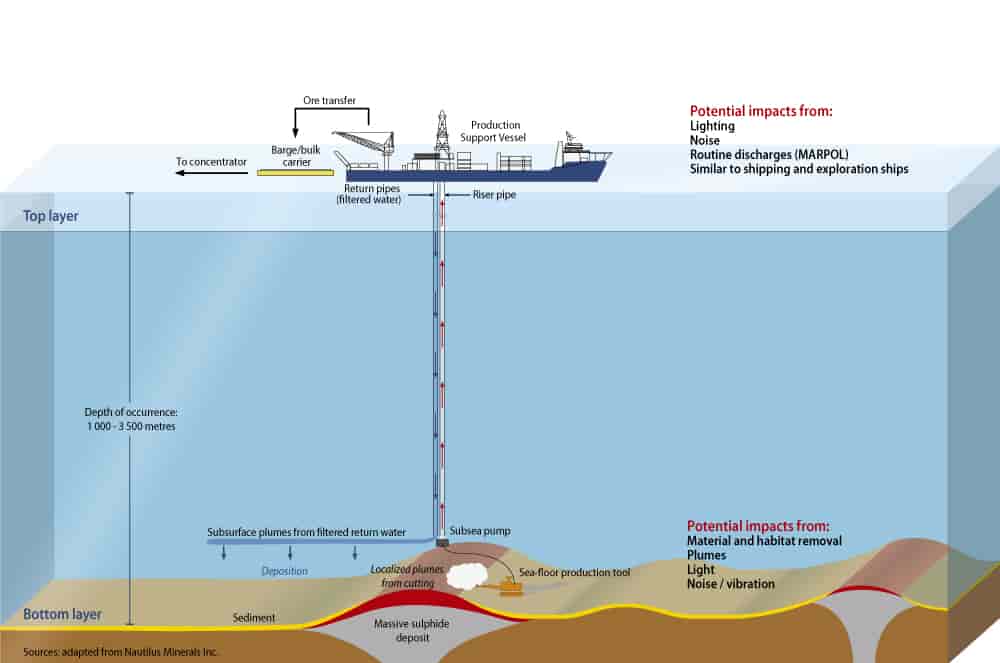 Ore transfer
Production
Support Vessel
Barge/bulk
carrier
To concentrator
Return pipes
(filtered water)
Riser pipe
Potential impacts from:
Lighting
Noise
Routine discharges (MARPOL)
Similar to shipping and exploration ships
Top layer
Depth of occurrence:
1 000 - 3 500 metres
Subsurface plumes from filtered return water
Subsea pump
Deposition
Localized plumes
from cutting
Sea-floor production tool
Potential impacts from:
Material and habitat removal
Plumes
Light
Noise / vibration
Bottom layer
Sediment
Massive sulphide
deposit
Sources: adapted from Nautilus Minerals Inc.